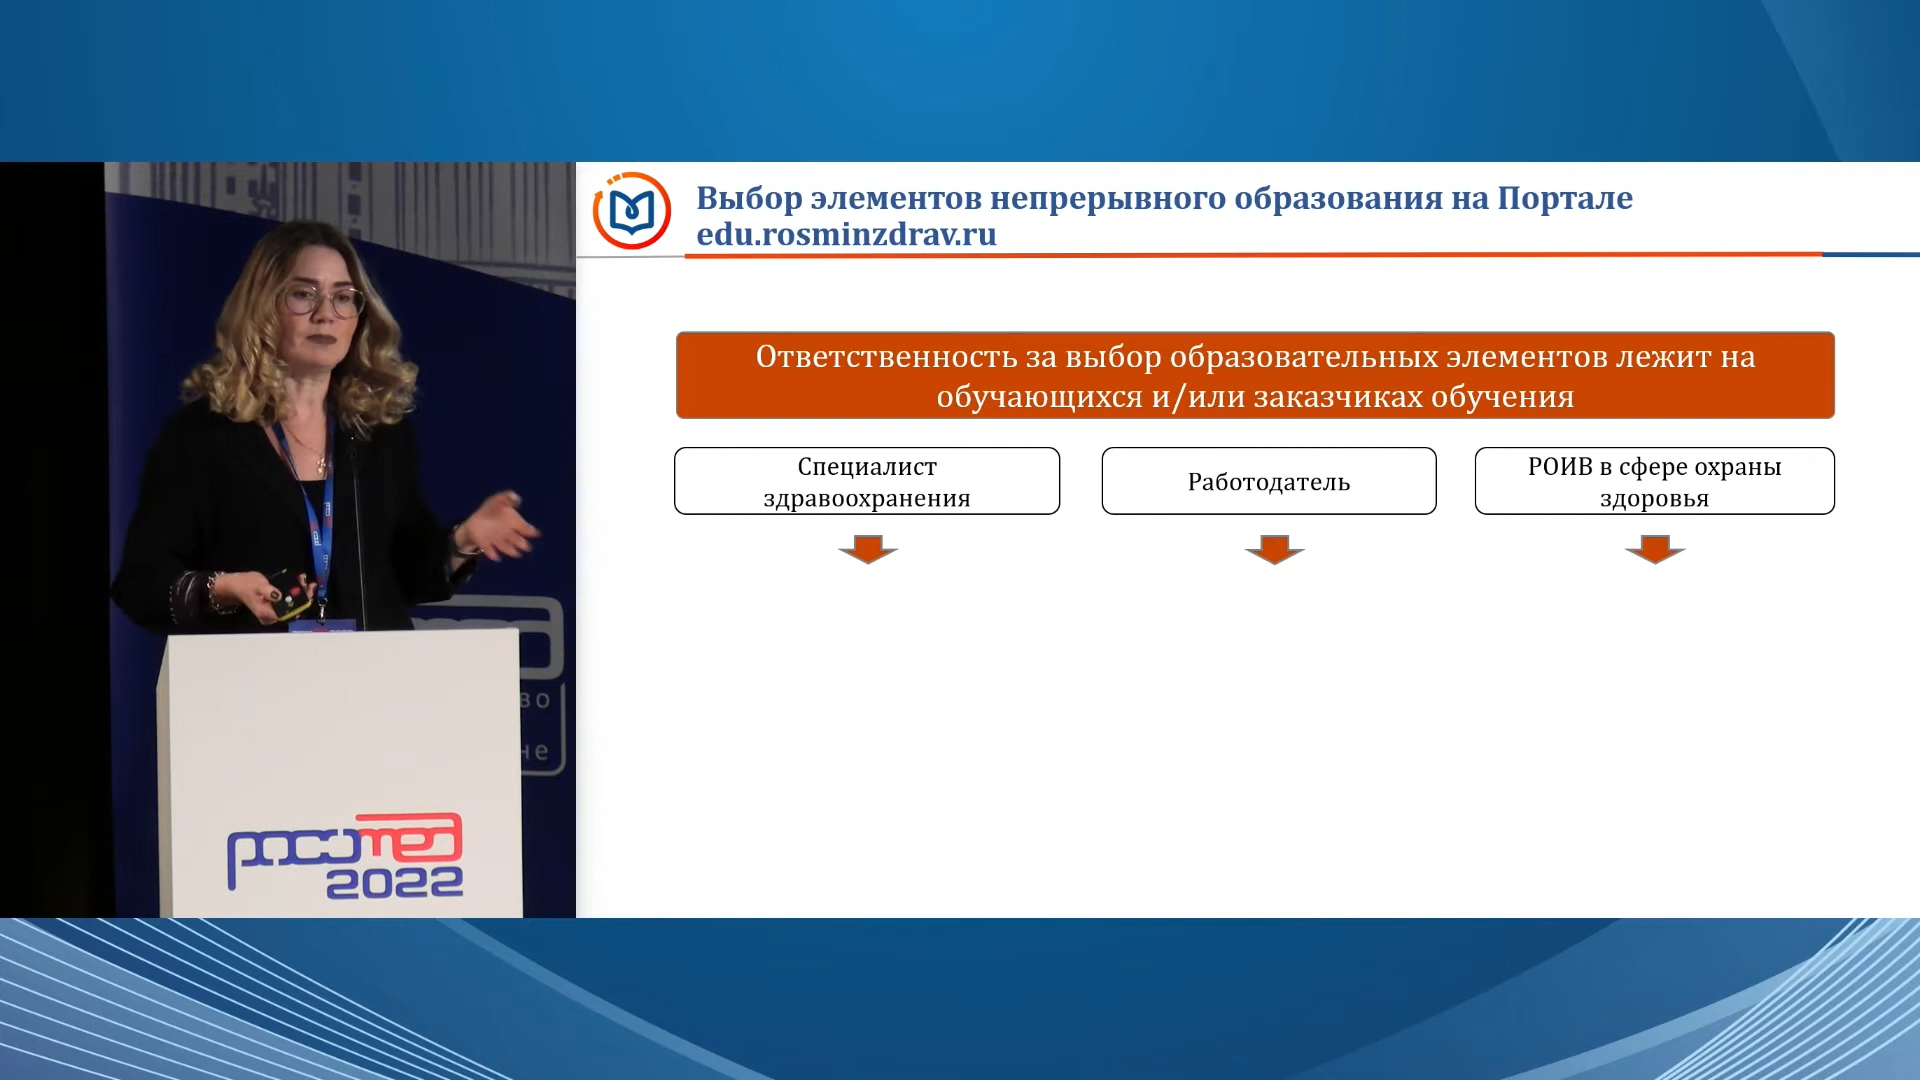 Выбор элементов непрерывного образования на Портале
edu.rosminzdrav.ru
Ответственность за выбор образовательных элементов лежит на
обучающихся и/или заказчиках обучения
Специалист
здравоохранения
Работодатель
РОИВ в сфере охраны
здоровья
росомед
2022